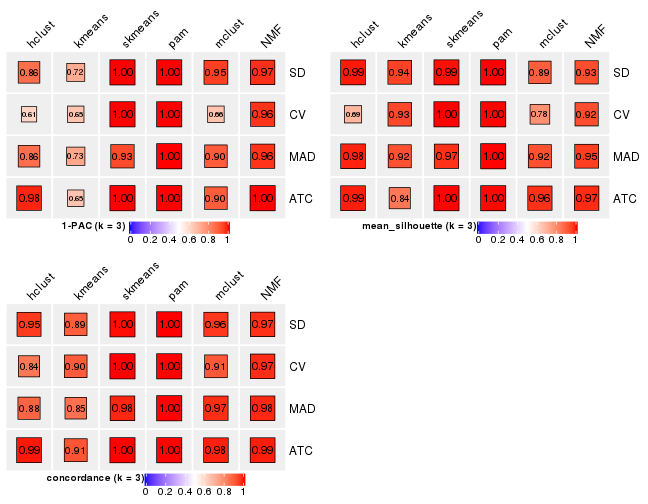 hclust kmeans skmeans pam mclust NMF
0.86 0.72 1.00 1.00 0.95 0.97 SD
0.61 0.65 1.00 1.00 0.66 0.96 CV
0.86 0.73 0.93 1.00 0.90 0.96 MAD
0.98 0.65 1.00 1.00 0.90 1.00 ATC
1-PAC (k = 3)
0 0.2 0.4 0.6 0.8 1
hclust kmeans skmeans pam mclust NMF
0.99 0.94 0.99 1.00 0.89 0.93 SD
0.69 0.93 1.00 1.00 0.78 0.92 CV
0.98 0.92 0.97 1.00 0.92 0.95 MAD
0.99 0.84 1.00 1.00 0.96 0.97 ATC
mean_silhouette (k = 3)
0 0.2 0.4 0.6 0.8 1
hclust kmeans skmeans pam mclust NMF
0.95 0.89 1.00 1.00 0.96 0.97 SD
0.84 0.90 1.00 1.00 0.91 0.97 CV
0.88 0.85 0.98 1.00 0.97 0.98 MAD
0.99 0.91 1.00 1.00 0.98 0.99 ATC
concordance (k = 3)
0 0.2 0.4 0.6 0.8 1